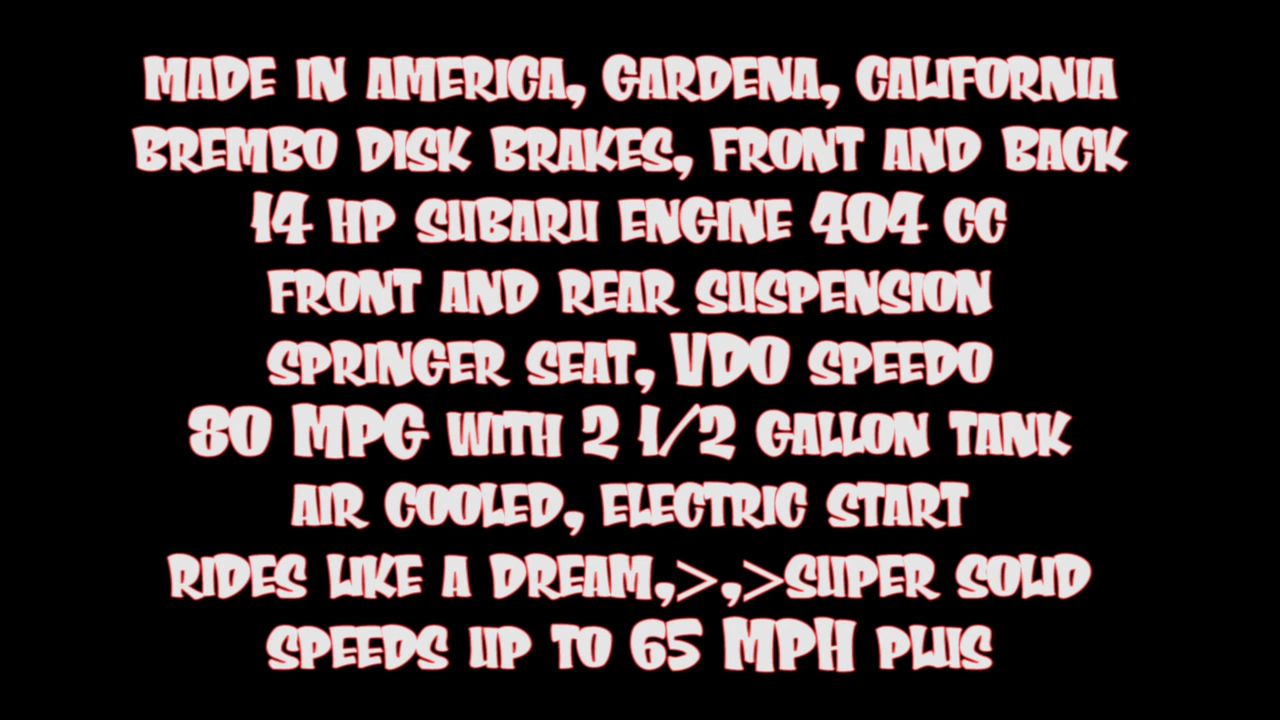 MADE IN AMERICA, GARDENA, CALIFORNIA
BREMBO DISK BRAKES, FRONT AND BACK
14 HP SUBARU ENGINE 404 CC
FRONT AND REAR SUSPENSION
SPRINGER SEAT, VDO SPEEDO
80 MPG WITH 2 1/2 GALLON TANK
AIR COOLED, ELECTRIC START
RIDES LIKE A DREAM,>,>SUPER SOLID
SPEEDS UP TO 65 MPH PLUS